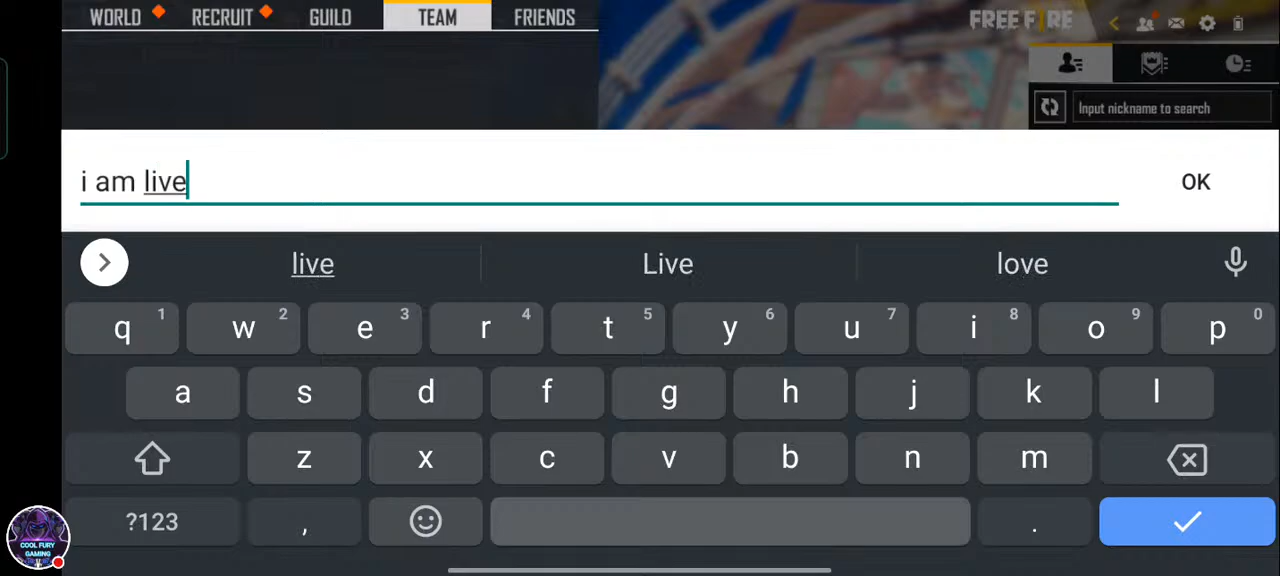 WORLD RECRUIT GUILD TEAM FRIENDS
FREE FIRE
Input nickname to search
i am live
OK
live Live love
q 1 w 2 e 3 r 4 t 5 y 6 u 7 i 8 o 9 p 0
a s d f g h j k l
z x c v b n m
?123 , .
COOL FURY
GAMING